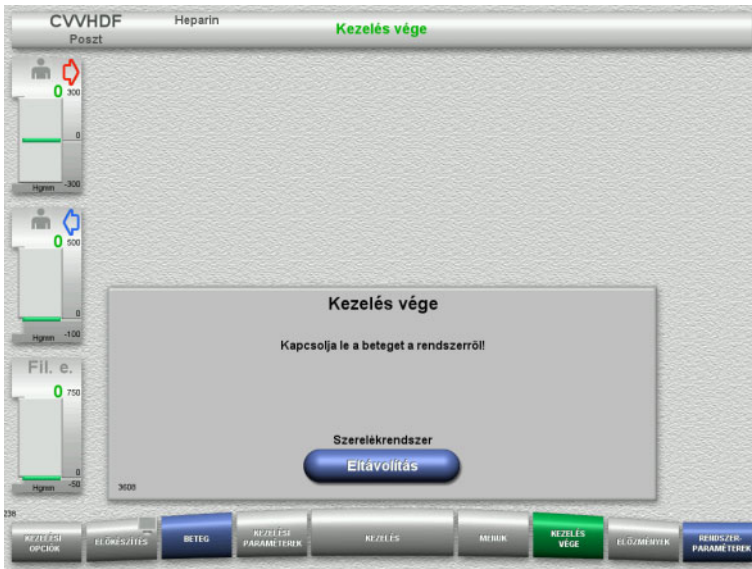 CVVHDF Heparin Kezelés vége
Poszt
0 300
0
Hgmm -300
0 500
0
Hgmm -100
Fil. e.
0 750
0
Hgmm -50
Kezelés vége
Kapcsolja le a beteget a rendszerről!
Szerelékrendszer
Eltávolítás
3608
236
KEZELÉSI OPCIÓK
ELŐKÉSZÍTÉS
BETEG
KEZELÉSI PARAMÉTEREK
KEZELÉS
MENÜK
KEZELÉS VÉGE
ELŐZMÉNYEK
RENDSZER-PARAMÉTEREK